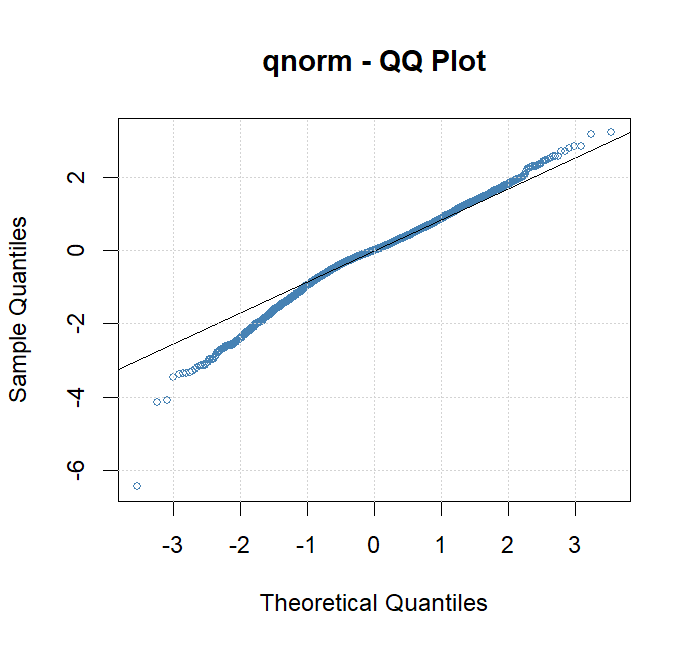 qnorm - QQ Plot
Sample Quantiles
2
0
-2
-4
-6
-3 -2 -1 0 1 2 3
Theoretical Quantiles